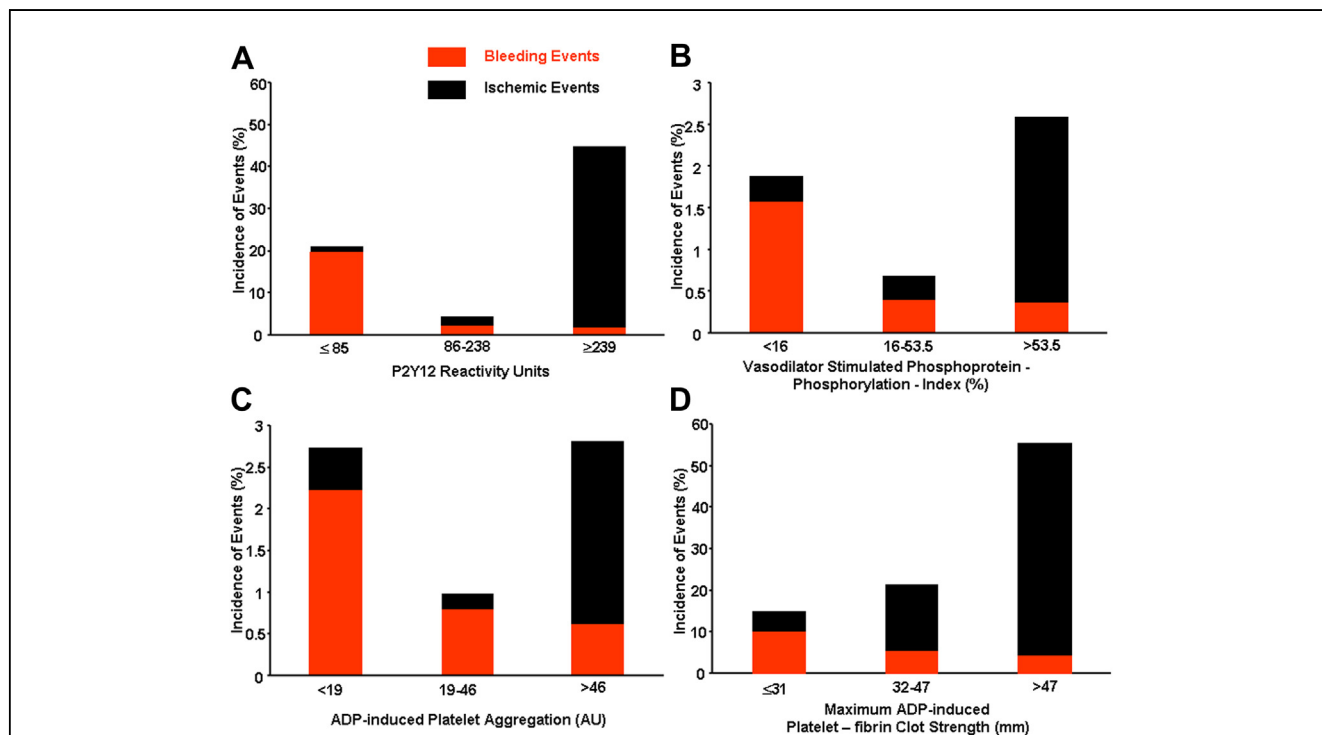 A
Bleeding Events
Ischemic Events
60
50
40
30
20
10
0
Incidence of Events (%)
≤ 85
86-238
≥239
P2Y12 Reactivity Units
B
3
2.5
2
1.5
1
0.5
0
Incidence of Events (%)
<16
16-53.5
>53.5
Vasodilator Stimulated Phosphoprotein -
Phosphorylation - Index (%)
C
3
2.5
2
1.5
1
0.5
0
Incidence of Events (%)
<19
19-46
>46
ADP-induced Platelet Aggregation (AU)
D
60
50
40
30
20
10
0
Incidence of Events (%)
≤31
32-47
>47
Maximum ADP-induced
Platelet – fibrin Clot Strength (mm)